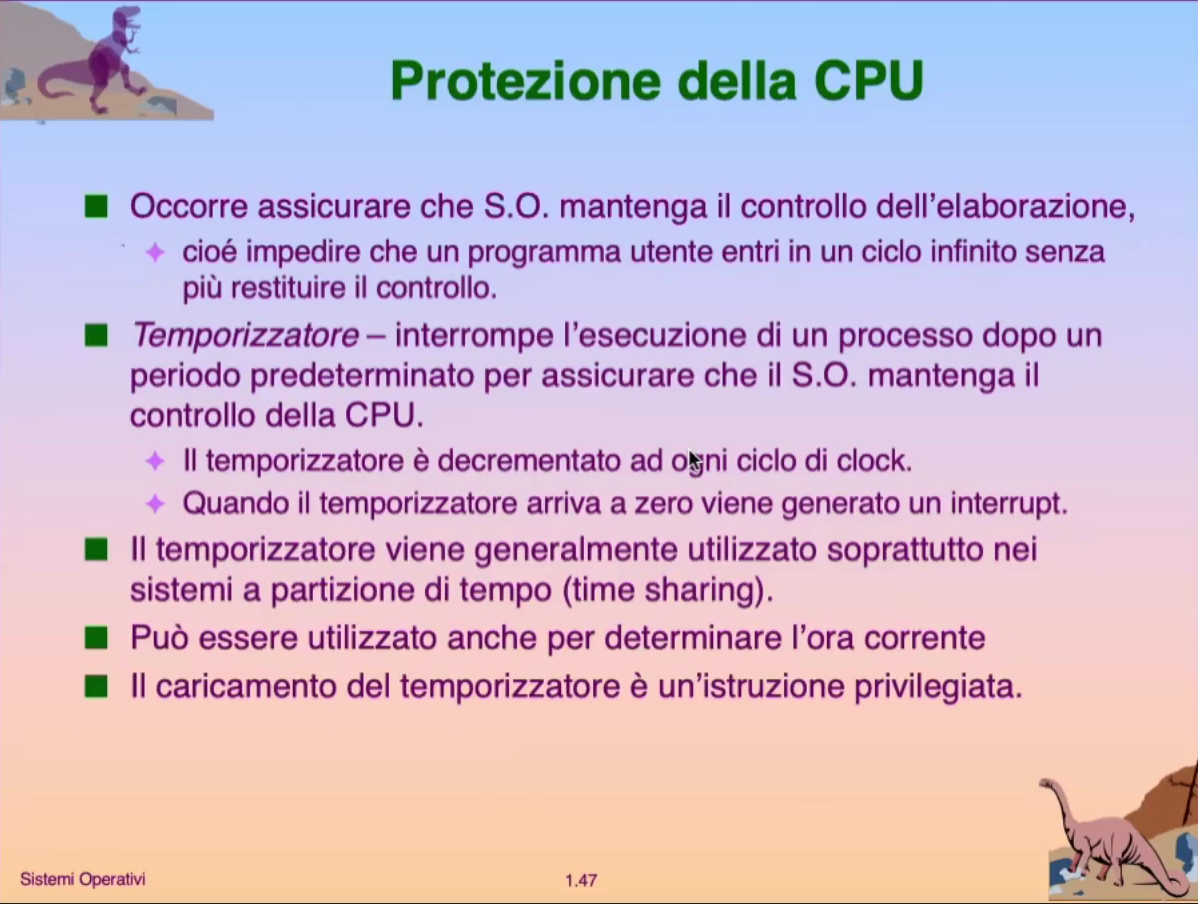 Protezione della CPU
Occorre assicurare che S.O. mantenga il controllo dell'elaborazione,
cioé impedire che un programma utente entri in un ciclo infinito senza
più restituire il controllo.
Temporizzatore – interrompe l'esecuzione di un processo dopo un
periodo predeterminato per assicurare che il S.O. mantenga il
controllo della CPU.
Il temporizzatore è decrementato ad ogni ciclo di clock.
Quando il temporizzatore arriva a zero viene generato un interrupt.
Il temporizzatore viene generalmente utilizzato soprattutto nei
sistemi a partizione di tempo (time sharing).
Può essere utilizzato anche per determinare l'ora corrente
Il caricamento del temporizzatore è un'istruzione privilegiata.
Sistemi Operativi
1.47